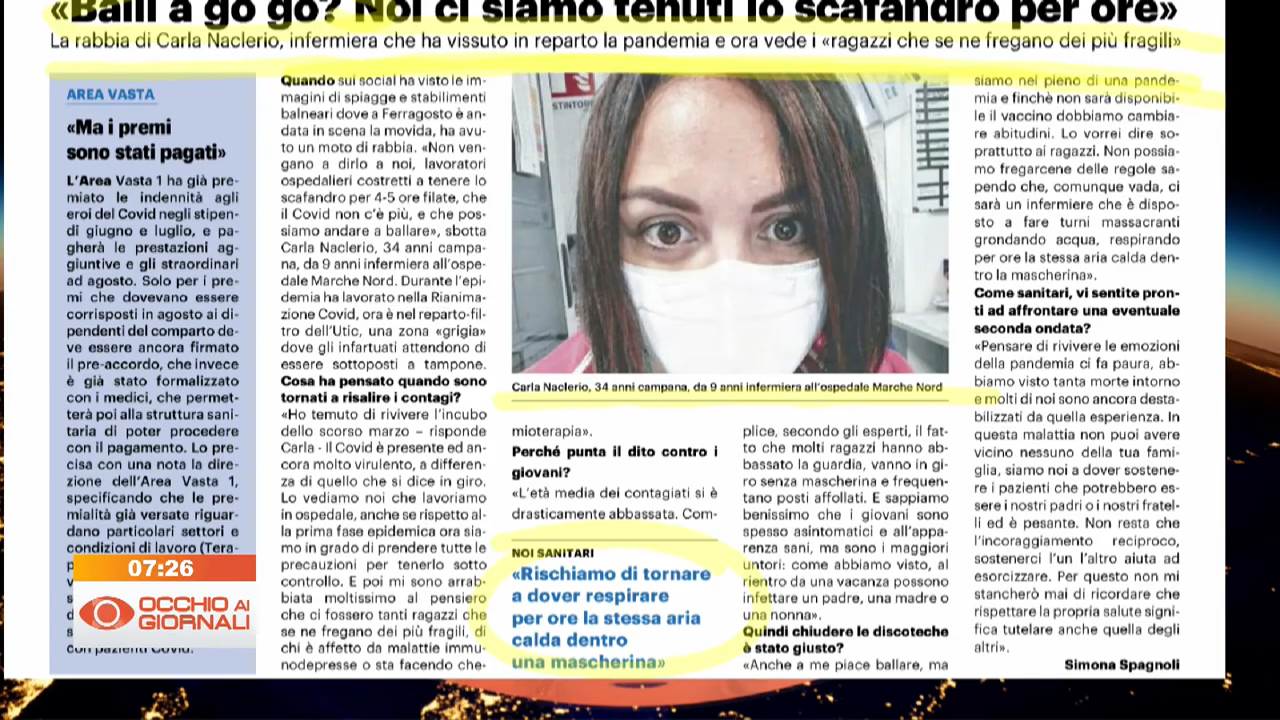 «Balli a go go? Noi ci siamo tenuti lo scafandro per ore»
La rabbia di Carla Naclerio, infermiera che ha vissuto in reparto la pandemia e ora vede i «ragazzi che se ne fregano dei più fragili»
AREA VASTA
«Ma i premi
sono stati pagati»
L'Area Vasta 1 ha già pre-
miato le indennità agli
eroi del Covid negli stipen-
di giugno e luglio, e pa-
gherà le prestazioni ag-
giuntive e gli straordinari
ad agosto. Solo per i pre-
mi che dovevano essere
corrisposti in agosto ai di-
pendenti del comparto de-
ve essere ancora firmato
il pre-accordo, che invece
è già stato formalizzato
con i medici, che permet-
terà poi alla struttura sani-
taria di poter procedere
con il pagamento. Lo pre-
cisa con una nota la dire-
zione dell'Area Vasta 1,
specificando che le pre-
mialità già versate riguar-
dano particolari settori e
condizioni di lavoro (Tera-
con pazienti Covid.
Quando sui social ha visto le im-
magini di spiagge e stabilimenti
balneari dove a Ferragosto è an-
data in scena la movida, ha avu-
to un moto di rabbia. «Non ven-
gano a dirlo a noi, lavoratori
ospedalieri costretti a tenere lo
scafandro per 4-5 ore filate, che
il Covid non c'è più, e che pos-
siamo andare a ballare», sbotta
Carla Naclerio, 34 anni campa-
na, da 9 anni infermiera all'ospe-
dale Marche Nord. Durante l'epi-
demia ha lavorato nella Rianima-
zione Covid, ora è nel reparto-fil-
tro dell'Utic, una zona «grigia»
dove gli infartuati attendono di
essere sottoposti a tampone.
Cosa ha pensato quando sono
tornati a risalire i contagi?
«Ho temuto di rivivere l'incubo
dello scorso marzo – risponde
Carla - Il Covid è presente ed an-
cora molto virulento, a differen-
za di quello che si dice in giro.
Lo vediamo noi che lavoriamo
in ospedale, anche se rispetto al-
la prima fase epidemica ora sia-
mo in grado di prendere tutte le
precauzioni per tenerlo sotto
controllo. E poi mi sono arrab-
biata moltissimo al pensiero
che ci fossero tanti ragazzi che
se ne fregano dei più fragili, di
chi è affetto da malattie immu-
nodepresse o sta facendo che-
STINTOR
Carla Naclerio, 34 anni campana, da 9 anni infermiera all'ospedale Marche Nord
mioterapia».
Perché punta il dito contro i
giovani?
«L'età media dei contagiati si è
drasticamente abbassata. Com-
NOI SANITARI
«Rischiamo di tornare
a dover respirare
per ore la stessa aria
calda dentro
una mascherina»
plice, secondo gli esperti, il fat-
to che molti ragazzi hanno ab-
bassato la guardia, vanno in gi-
ro senza mascherina e frequen-
tano posti affollati. E sappiamo
benissimo che i giovani sono
spesso asintomatici e all'appa-
renza sani, ma sono i maggiori
untori: come abbiamo visto, al
rientro da una vacanza possono
infettare un padre, una madre o
una nonna».
Quindi chiudere le discoteche
è stato giusto?
«Anche a me piace ballare, ma
siamo nel pieno di una pande-
mia e finchè non sarà disponibi-
le il vaccino dobbiamo cambia-
re abitudini. Lo vorrei dire so-
prattutto ai ragazzi. Non possia-
mo fregarcene delle regole sa-
pendo che, comunque vada, ci
sarà un infermiere che è dispo-
sto a fare turni massacranti
grondando acqua, respirando
per ore la stessa aria calda den-
tro la mascherina».
Come sanitari, vi sentite pron-
ti ad affrontare una eventuale
seconda ondata?
«Pensare di rivivere le emozioni
della pandemia ci fa paura, ab-
biamo visto tanta morte intorno
e molti di noi sono ancora desta-
bilizzati da quella esperienza. In
questa malattia non puoi avere
vicino nessuno della tua fami-
glia, siamo noi a dover sostene-
re i pazienti che potrebbero es-
sere i nostri padri o i nostri fratel-
li ed è pesante. Non resta che
l'incoraggiamento reciproco,
sostenerci l'un l'altro aiuta ad
esorcizzare. Per questo non mi
stancherò mai di ricordare che
rispettare la propria salute signi-
fica tutelare anche quella degli
altri».
Simona Spagnoli
07:26
OCCHIO AI
GIORNALI